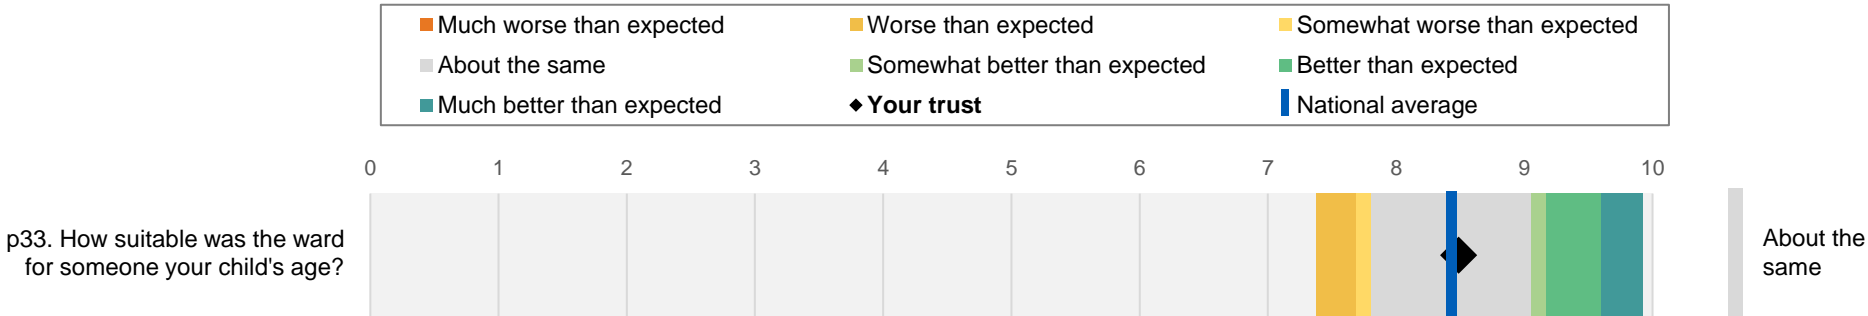 Much worse than expected Worse than expected Somewhat worse than expected
About the same Somewhat better than expected Better than expected
Much better than expected Your trust National average
0 1 2 3 4 5 6 7 8 9 10
p33. How suitable was the ward
for someone your child's age?
About the
same